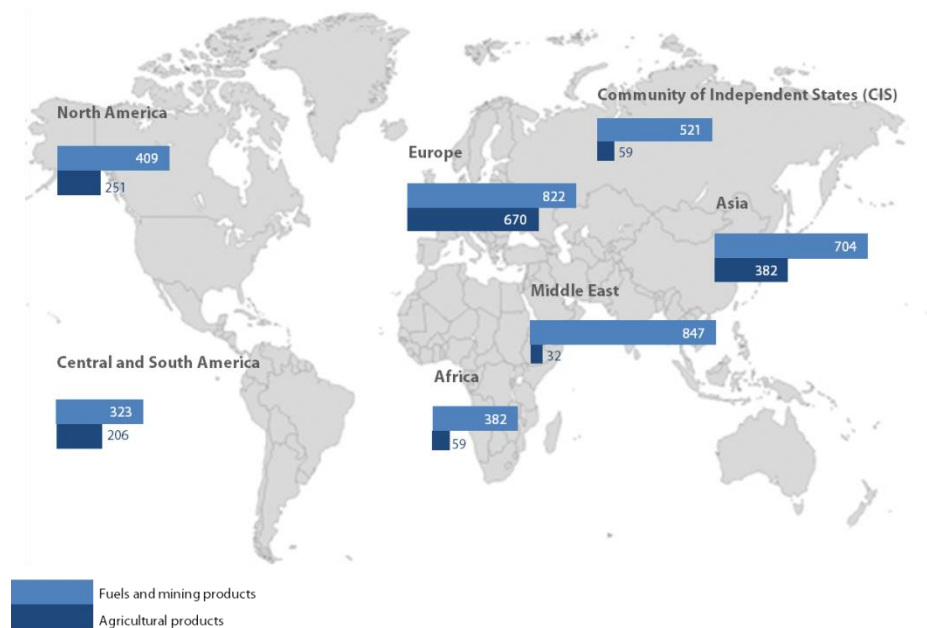 North America
409
251
Community of Independent States (CIS)
521
59
Europe
822
670
Asia
704
382
Middle East
847
32
Central and South America
323
206
Africa
382
59
Fuels and mining products
Agricultural products